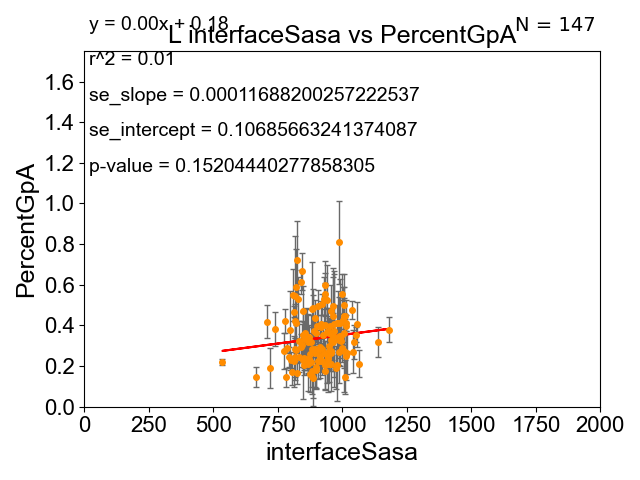 y = 0.00x + 0.18
N = 147
L interfaceSasa vs PercentGpA
r^2 = 0.01
se_slope = 0.00011688200257222537
se_intercept = 0.10685663241374087
p-value = 0.15204440277858305
PercentGpA
1.6
1.4
1.2
1.0
0.8
0.6
0.4
0.2
0.0
0 250 500 750 1000 1250 1500 1750 2000
interfaceSasa